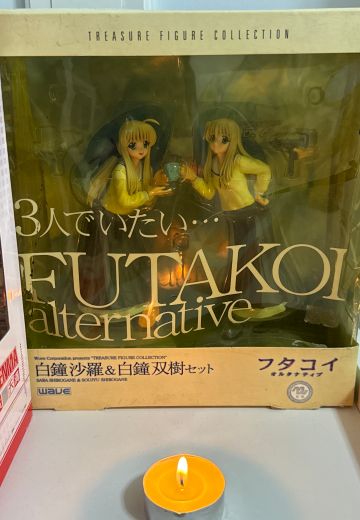 TREASURE FIGURE COLLECTION
3人でいたい…
FUTAKOI
alternative
Wave Corporation presents "TREASURE FIGURE COLLECTION"
白鐘沙羅&白鐘双樹セット
SARA SHIROGANE & SOUJYU SHIROGANE
WAVE
フタコイ
オルタナティブ